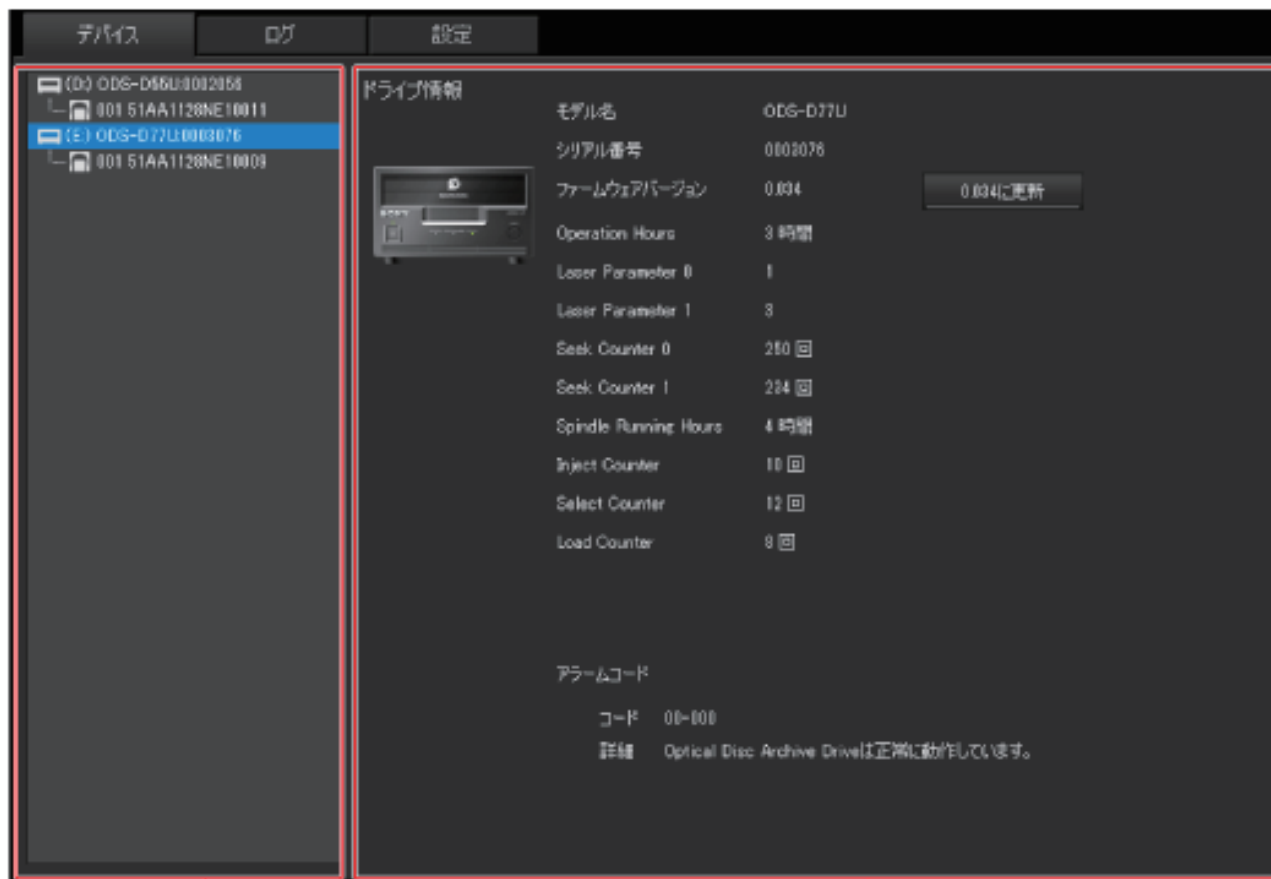 デバイス ログ 設定
(D:) ODS-D55U:0002056
001 51AA1128NE10011
(E:) ODS-D77U:0003076
001 51AA1128NE10009
ドライブ情報
モデル名 ODS-D77U
シリアル番号 0003076
ファームウェアバージョン 0.034 0.034に更新
SONY
Operation Hours 3 時間
Laser Parameter 0 1
Laser Parameter 1 3
Seek Counter 0 250 回
Seek Counter 1 234 回
Spindle Running Hours 4 時間
Inject Counter 10 回
Select Counter 12 回
Load Counter 8 回
アラームコード
コード 00-000
詳細 Optical Disc Archive Driveは正常に動作しています。